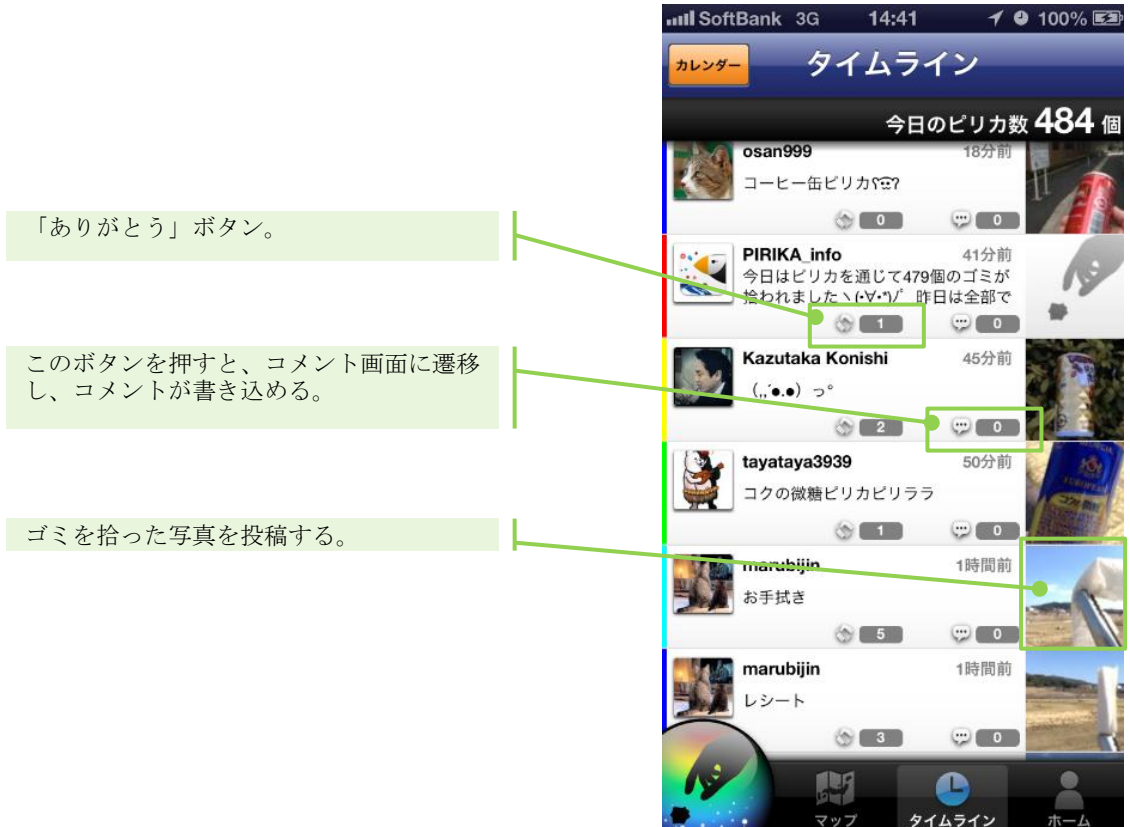 SoftBank 3G 14:41 100%
カレンダー タイムライン
今日のピリカ数 484 個
osan999 18分前
コーヒー缶ピリカ
0 0
「ありがとう」ボタン。
PIRIKA_info 41分前
今日はピリカを通じて479個のゴミが
拾われましたヽ(・∀・*)ﾉﾞ 昨日は全部で
1 0
このボタンを押すと、コメント画面に遷移
し、コメントが書き込める。
Kazutaka Konishi 45分前
(,,´●.●)っ°
2 0
tayataya3939 50分前
コクの微糖ピリカピリララ
1 0
ゴミを拾った写真を投稿する。
marubijin 1時間前
お手拭き
5 0
marubijin 1時間前
レシート
3 0
マップ タイムライン ホーム